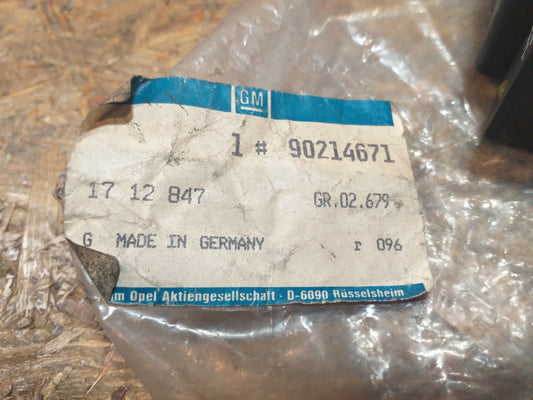 GM
1 # 90214671
17 12 847 GR.02.679
G MADE IN GERMANY r 096
m Opel Aktiengesellschaft · D-6090 Rüsselsheim